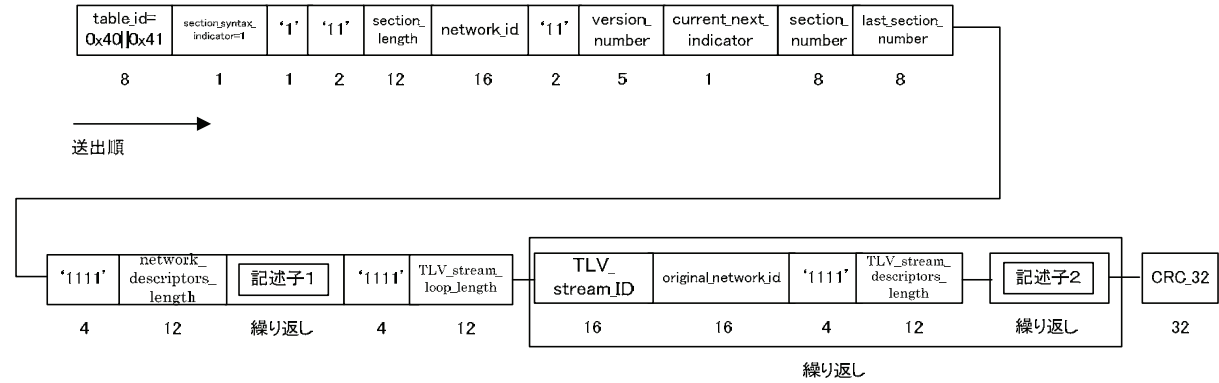 table_id=
0x40||0x41
section_syntax_
indicator=1
‘1’
‘11’
section_
length
network_id
‘11’
version_
number
current_next_
indicator
section_
number
last_section_
number
8
1
1
2
12
16
2
5
1
8
8
送出順
‘1111’
network_
descriptors_
length
記述子1
‘1111’
TLV_stream_
loop_length
TLV_
stream_ID
original_network_id
‘1111’
TLV_stream_
descriptors_
length
記述子2
CRC_32
4
12
繰り返し
4
12
16
16
4
12
繰り返し
32
繰り返し